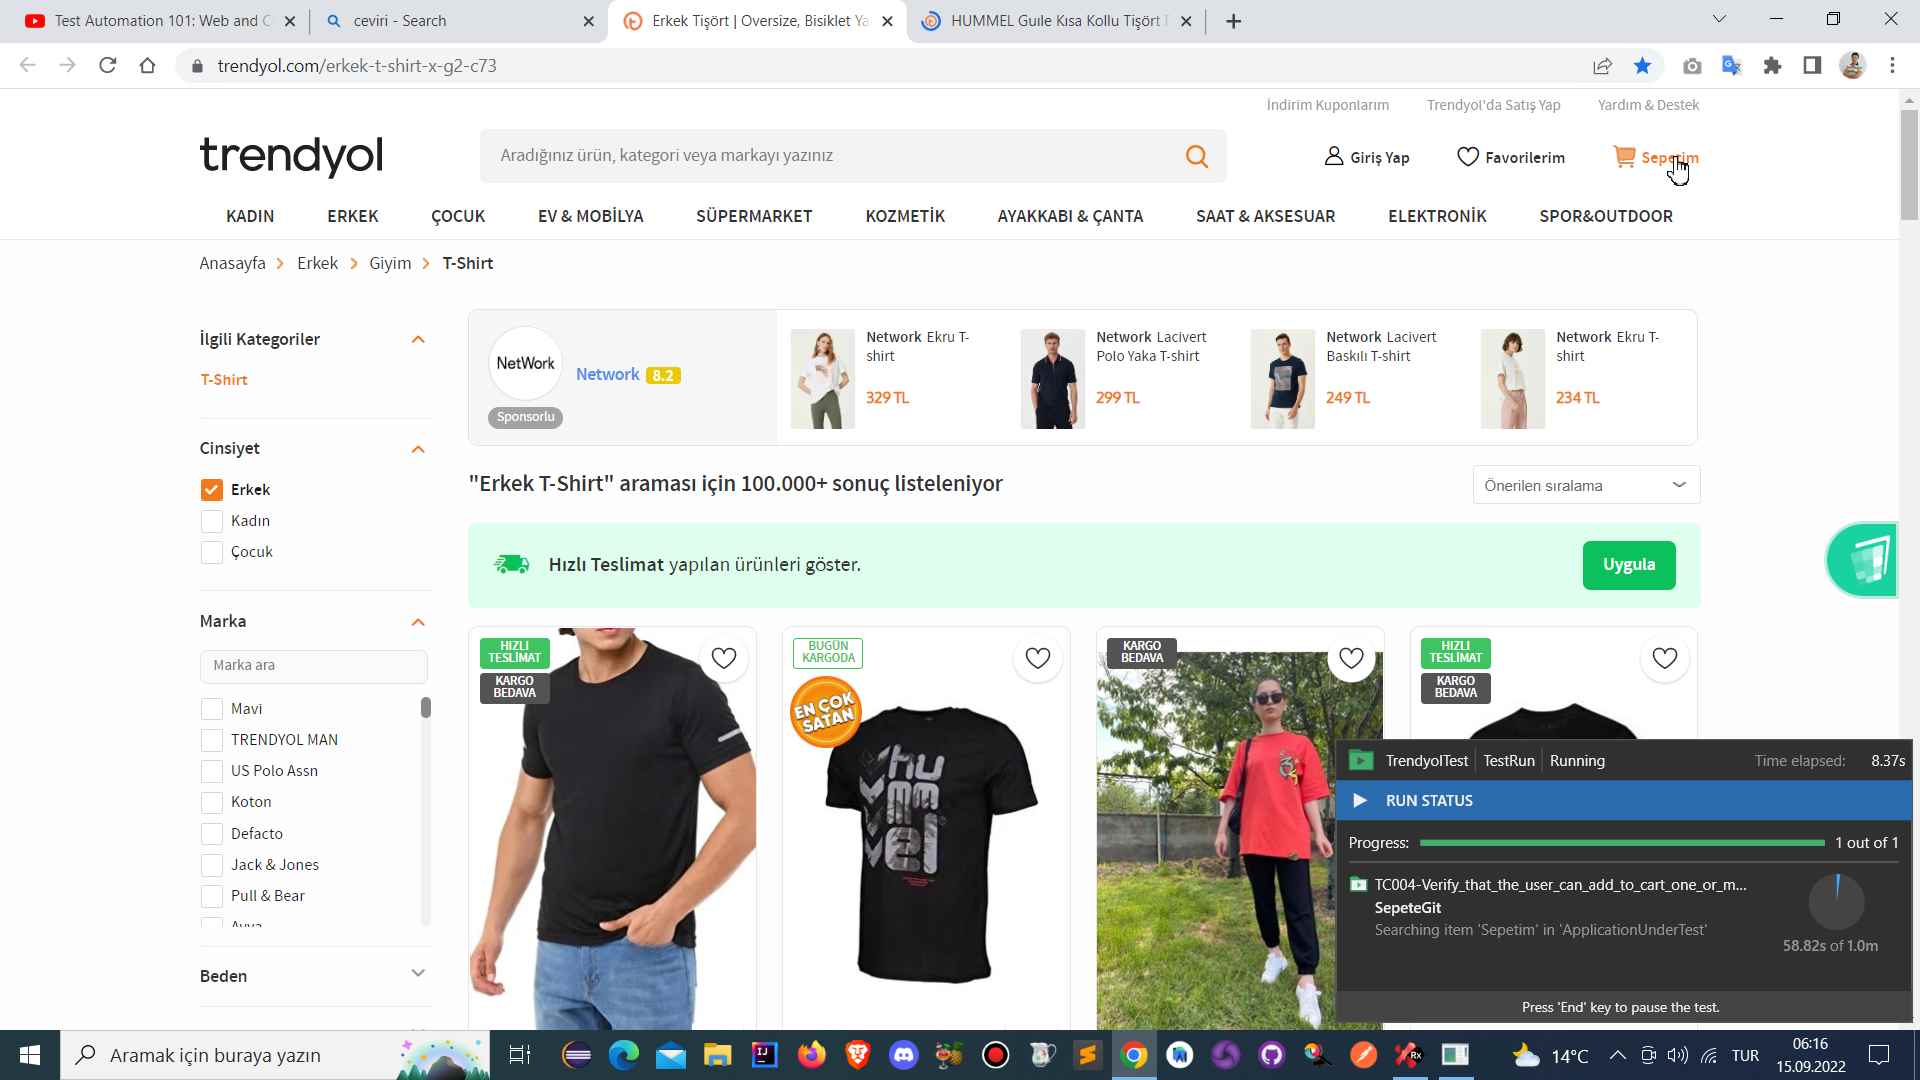 Test Automation 101: Web and C
ceviri - Search
Erkek Tişört | Oversize, Bisiklet Ya
HUMMEL Guıle Kısa Kollu Tişört T
trendyol.com/erkek-t-shirt-x-g2-c73
İndirim Kuponlarım
Trendyol'da Satış Yap
Yardım & Destek
trendyol
Aradığınız ürün, kategori veya markayı yazınız
Giriş Yap
Favorilerim
Sepetim
KADIN
ERKEK
ÇOCUK
EV & MOBİLYA
SÜPERMARKET
KOZMETİK
AYAKKABI & ÇANTA
SAAT & AKSESUAR
ELEKTRONİK
SPOR&OUTDOOR
Anasayfa > Erkek > Giyim > T-Shirt
İlgili Kategoriler
T-Shirt
Cinsiyet
Erkek
Kadın
Çocuk
Marka
Marka ara
Mavi
TRENDYOL MAN
US Polo Assn
Koton
Defacto
Jack & Jones
Pull & Bear
Avva
Beden
NetWork
Network 8.2
Sponsorlu
Network Ekru T-
shirt
329 TL
Network Lacivert
Polo Yaka T-shirt
299 TL
Network Lacivert
Baskılı T-shirt
249 TL
Network Ekru T-
shirt
234 TL
"Erkek T-Shirt" araması için 100.000+ sonuç listeleniyor
Önerilen sıralama
Hızlı Teslimat yapılan ürünleri göster.
Uygula
HIZLI
TESLİMAT
KARGO
BEDAVA
BUGÜN
KARGODA
EN ÇOK
SATAN
hu
mm
el
KARGO
BEDAVA
HIZLI
TESLİMAT
KARGO
BEDAVA
TrendyolTest
TestRun
Running
Time elapsed: 8.37s
RUN STATUS
Progress: 1 out of 1
TC004-Verify_that_the_user_can_add_to_cart_one_or_m...
SepeteGit
Searching item 'Sepetim' in 'ApplicationUnderTest'
58.82s of 1.0m
Press 'End' key to pause the test.
Aramak için buraya yazın
14°C
TUR
06:16
15.09.2022